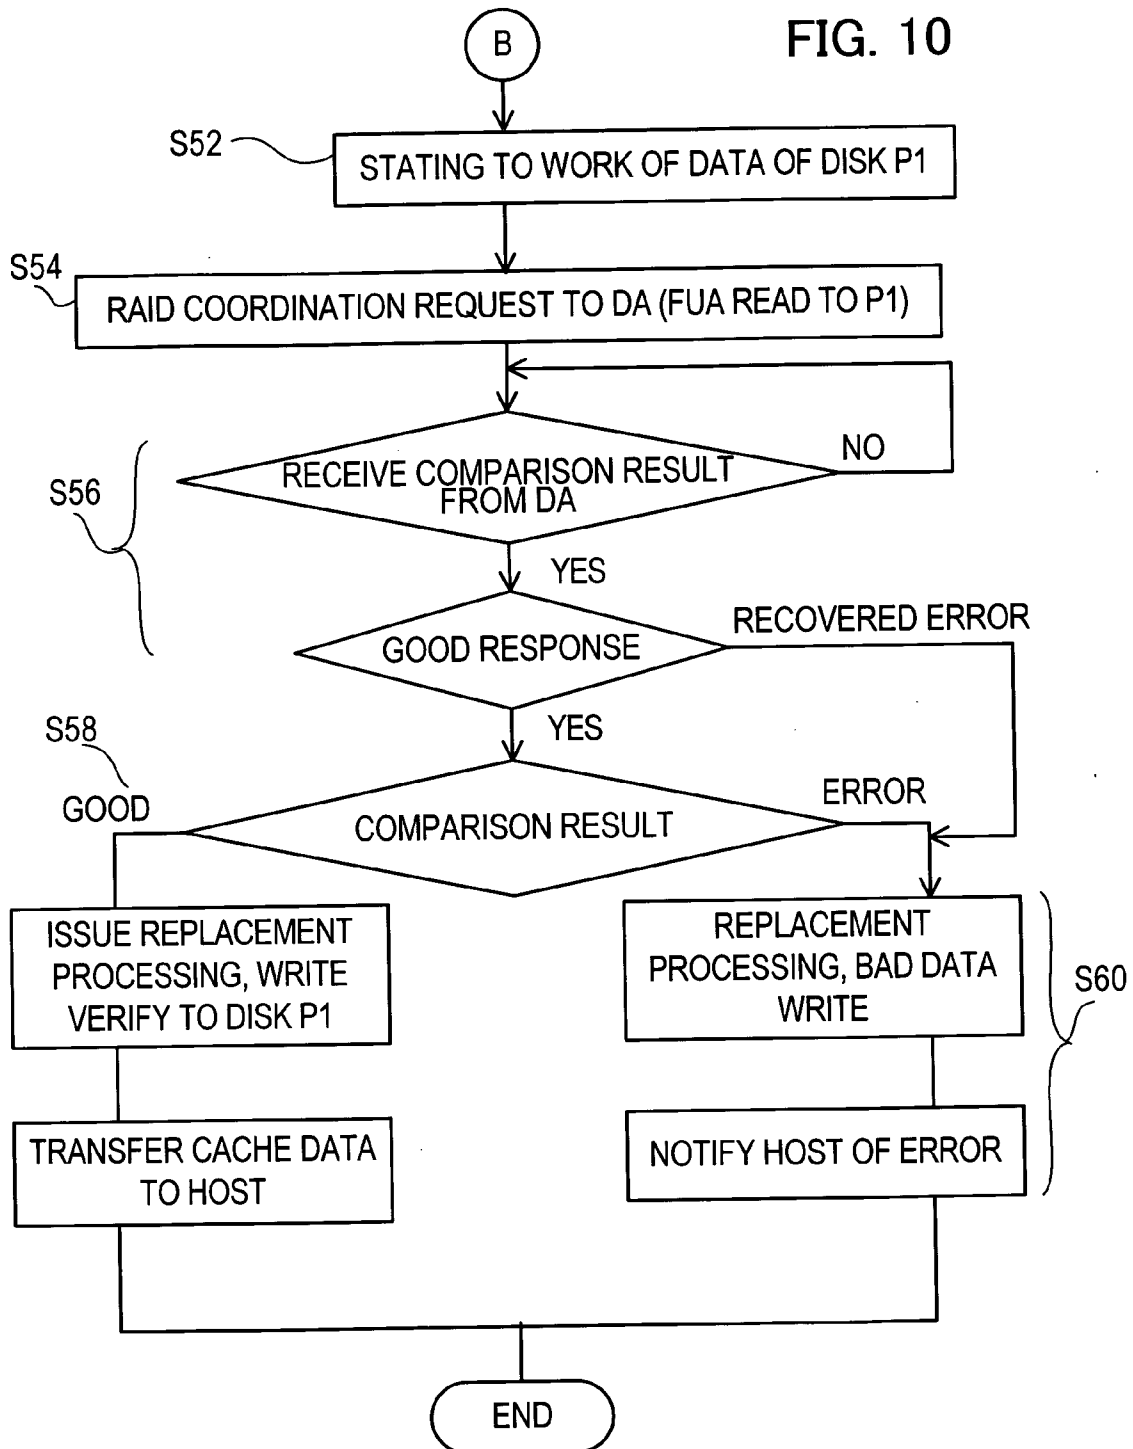 FIG. 10
B
S52
STATING TO WORK OF DATA OF DISK P1
S54
RAID COORDINATION REQUEST TO DA (FUA READ TO P1)
NO
RECEIVE COMPARISON RESULT
FROM DA
S56
YES
RECOVERED ERROR
GOOD RESPONSE
YES
S58
GOOD
ERROR
COMPARISON RESULT
ISSUE REPLACEMENT
PROCESSING, WRITE
VERIFY TO DISK P1
REPLACEMENT
PROCESSING, BAD DATA
WRITE
S60
TRANSFER CACHE DATA
TO HOST
NOTIFY HOST OF ERROR
END